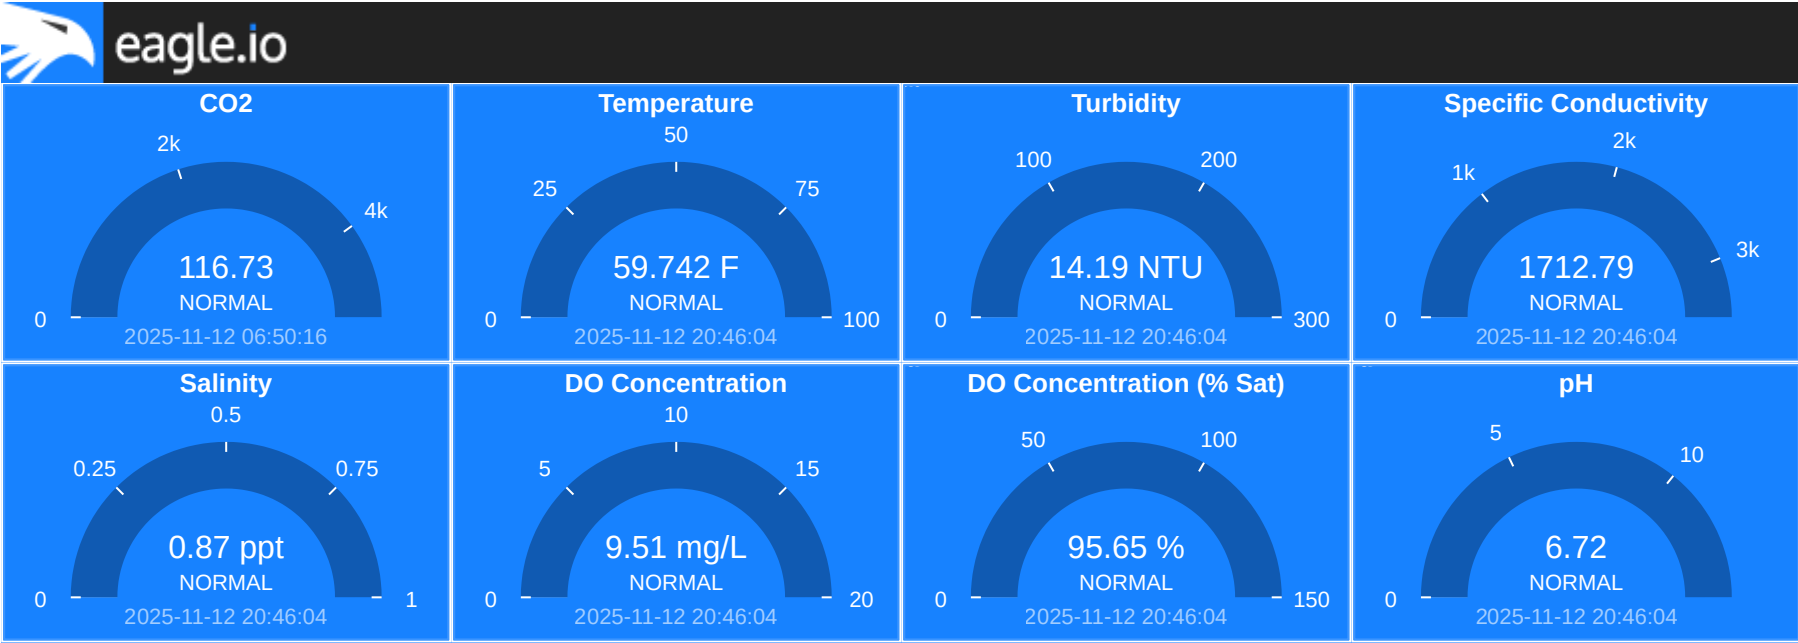 eagle.io
CO2
2k
4k
116.73
NORMAL
0
2025-11-12 06:50:16
Temperature
50
25
75
59.742 F
NORMAL
0
100
2025-11-12 20:46:04
Turbidity
100
200
14.19 NTU
NORMAL
0
300
2025-11-12 20:46:04
Specific Conductivity
2k
1k
3k
1712.79
NORMAL
0
2025-11-12 20:46:04
Salinity
0.5
0.25
0.75
0.87 ppt
NORMAL
0
1
2025-11-12 20:46:04
DO Concentration
10
5
15
9.51 mg/L
NORMAL
0
20
2025-11-12 20:46:04
DO Concentration (% Sat)
50
100
95.65 %
NORMAL
0
150
2025-11-12 20:46:04
pH
5
10
6.72
NORMAL
0
2025-11-12 20:46:04